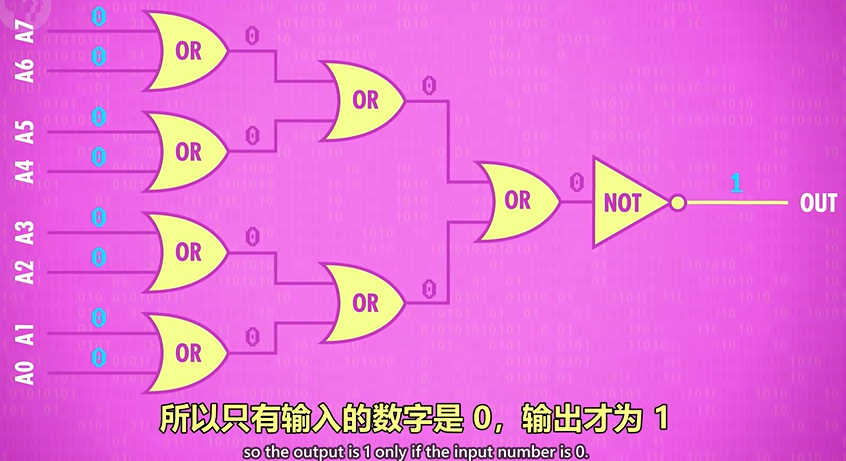 A7
0
OR
0
A6
0
OR
0
A5
0
OR
0
A4
0
OR
0
NOT
1
OUT
A3
0
OR
0
A2
0
OR
0
A1
0
OR
0
A0
0
所以只有输入的数字是 0，输出才为 1
so the output is 1 only if the input number is 0.